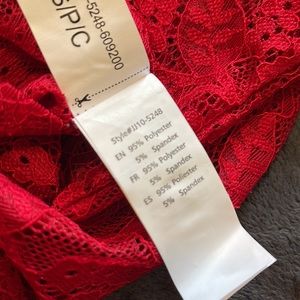 -5248-609200
S/P/C
Style#JJ10-5248
EN 95% Polyester
5% Spandex
FR 95% Polyester
5% Spandex
ES 95% Poliester
5% Spandex